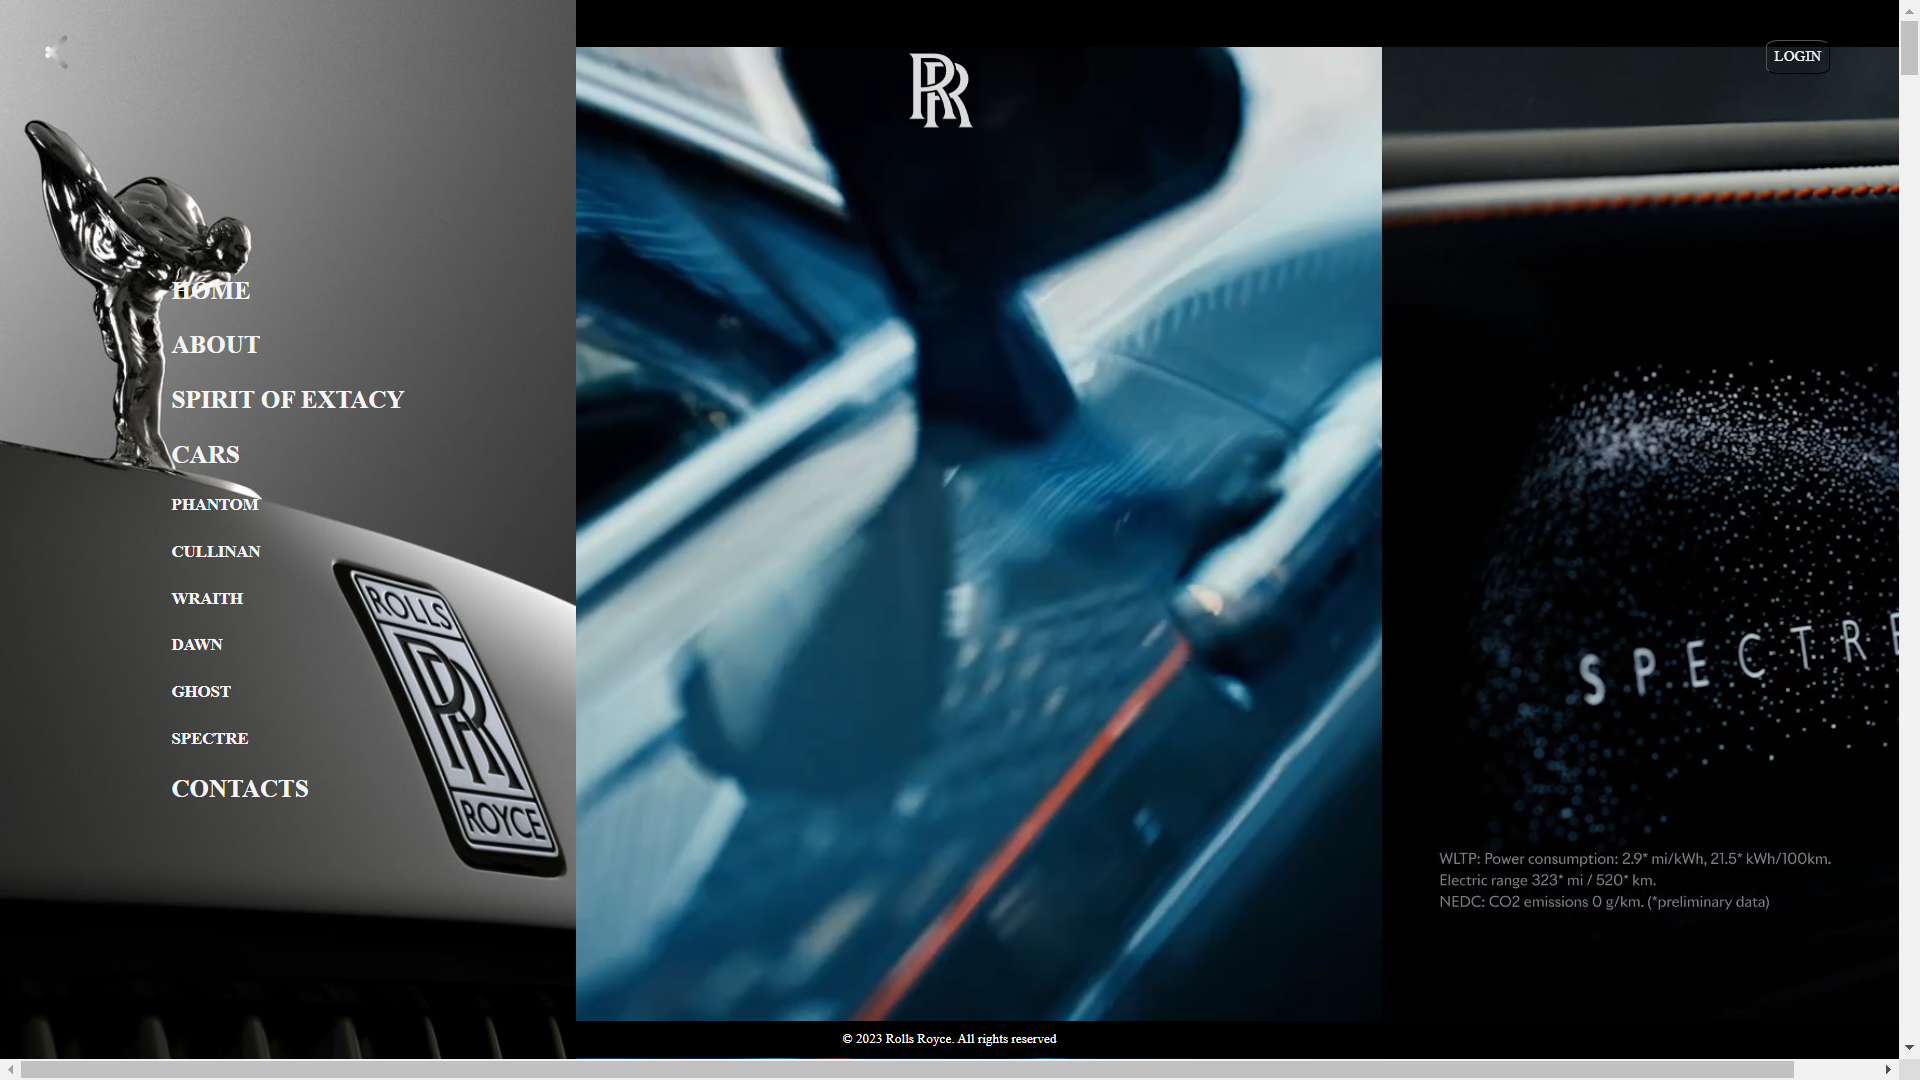 LOGIN
RR
HOME
ABOUT
SPIRIT OF EXTACY
CARS
PHANTOM
CULLINAN
WRAITH
DAWN
GHOST
SPECTRE
CONTACTS
ROLLS
RR
ROYCE
SPECTRE
WLTP: Power consumption: 2.9* mi/kWh, 21.5* kWh/100km.
Electric range 323* mi / 520* km.
NEDC: CO2 emissions 0 g/km. (*preliminary data)
© 2023 Rolls Royce. All rights reserved